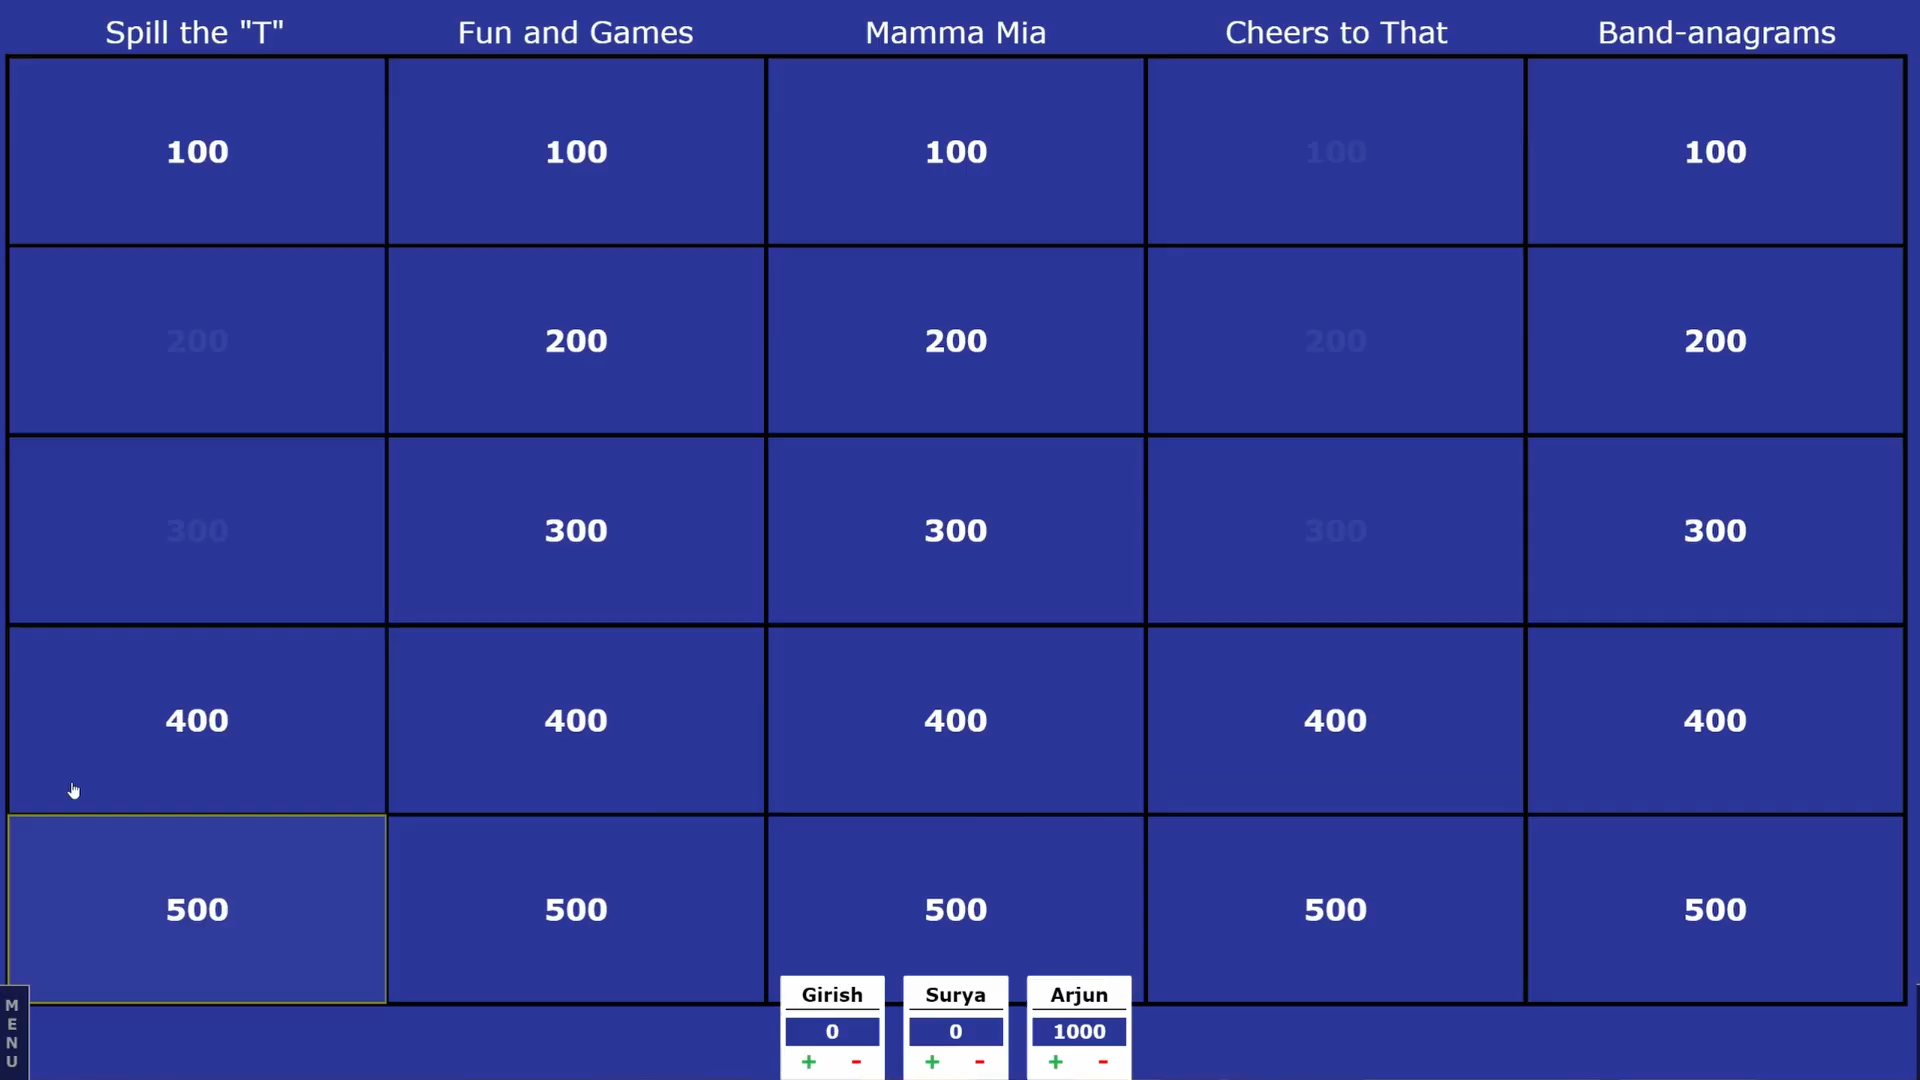 Spill the "T" Fun and Games Mamma Mia Cheers to That Band-anagrams
100 100 100 100 100
200 200 200 200 200
300 300 300 300 300
400 400 400 400 400
500 500 500 500 500
Girish Surya Arjun
0 0 1000
+ - + - + -
MENU